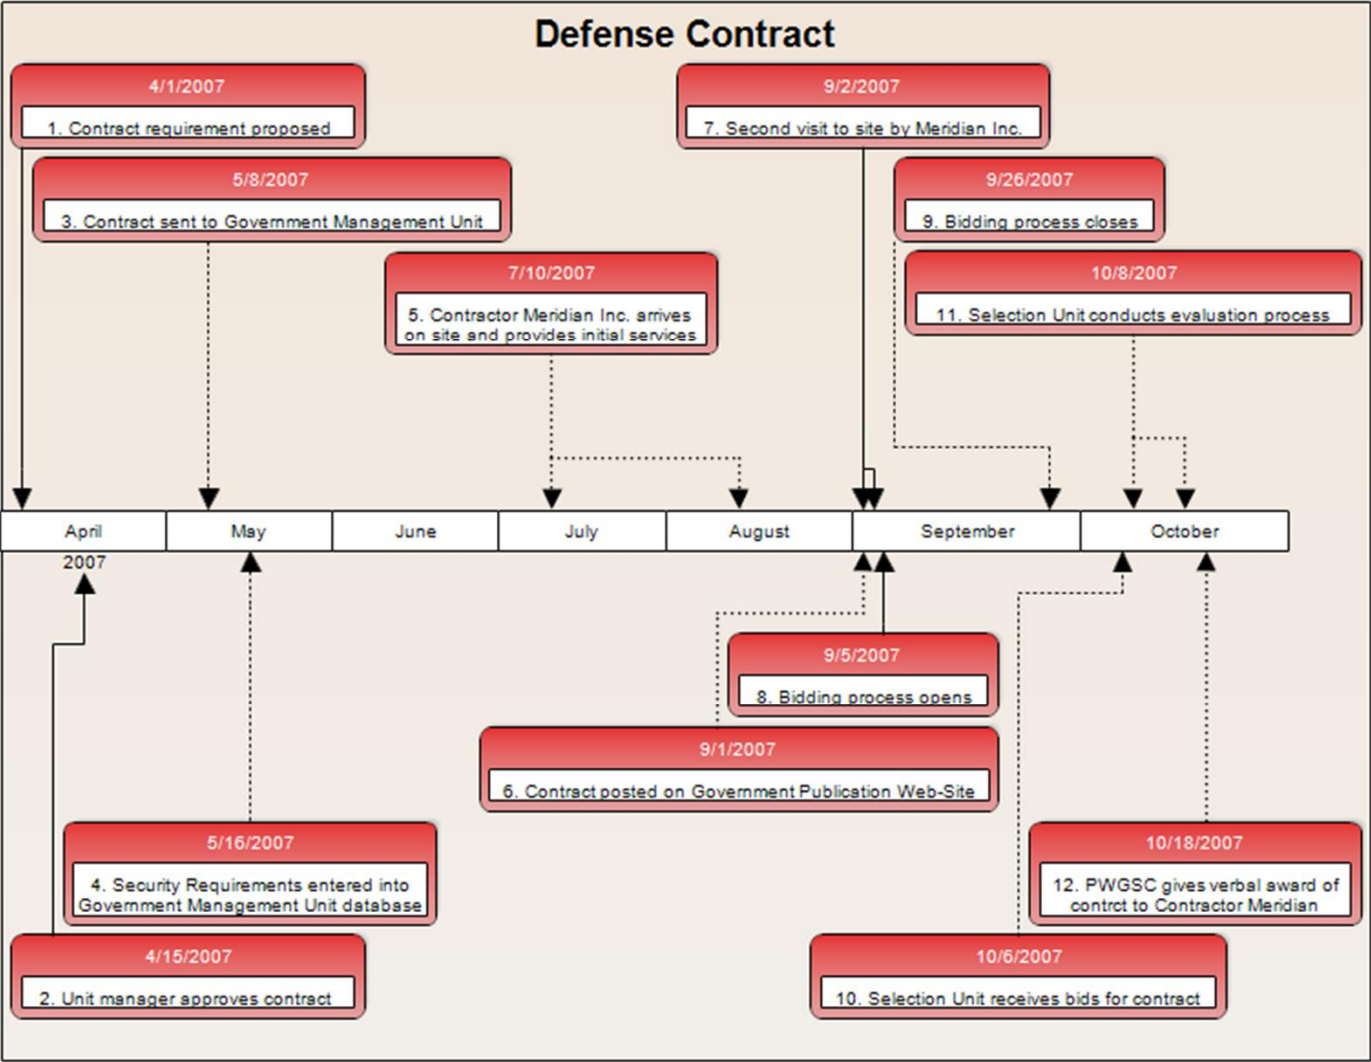 Defense Contract
4/1/2007
1. Contract requirement proposed
9/2/2007
7. Second visit to site by Meridian Inc.
5/8/2007
3. Contract sent to Government Management Unit
9/26/2007
9. Bidding process closes
7/10/2007
5. Contractor Meridian Inc. arrives
on site and provides initial services
10/8/2007
11. Selection Unit conducts evaluation process
April
May
June
July
August
September
October
2007
9/5/2007
8. Bidding process opens
9/1/2007
6. Contract posted on Government Publication Web-Site
5/16/2007
4. Security Requirements entered into
Government Management Unit database
10/18/2007
12. PWGSC gives verbal award of
contrct to Contractor Meridian
4/15/2007
2. Unit manager approves contract
10/6/2007
10. Selection Unit receives bids for contract